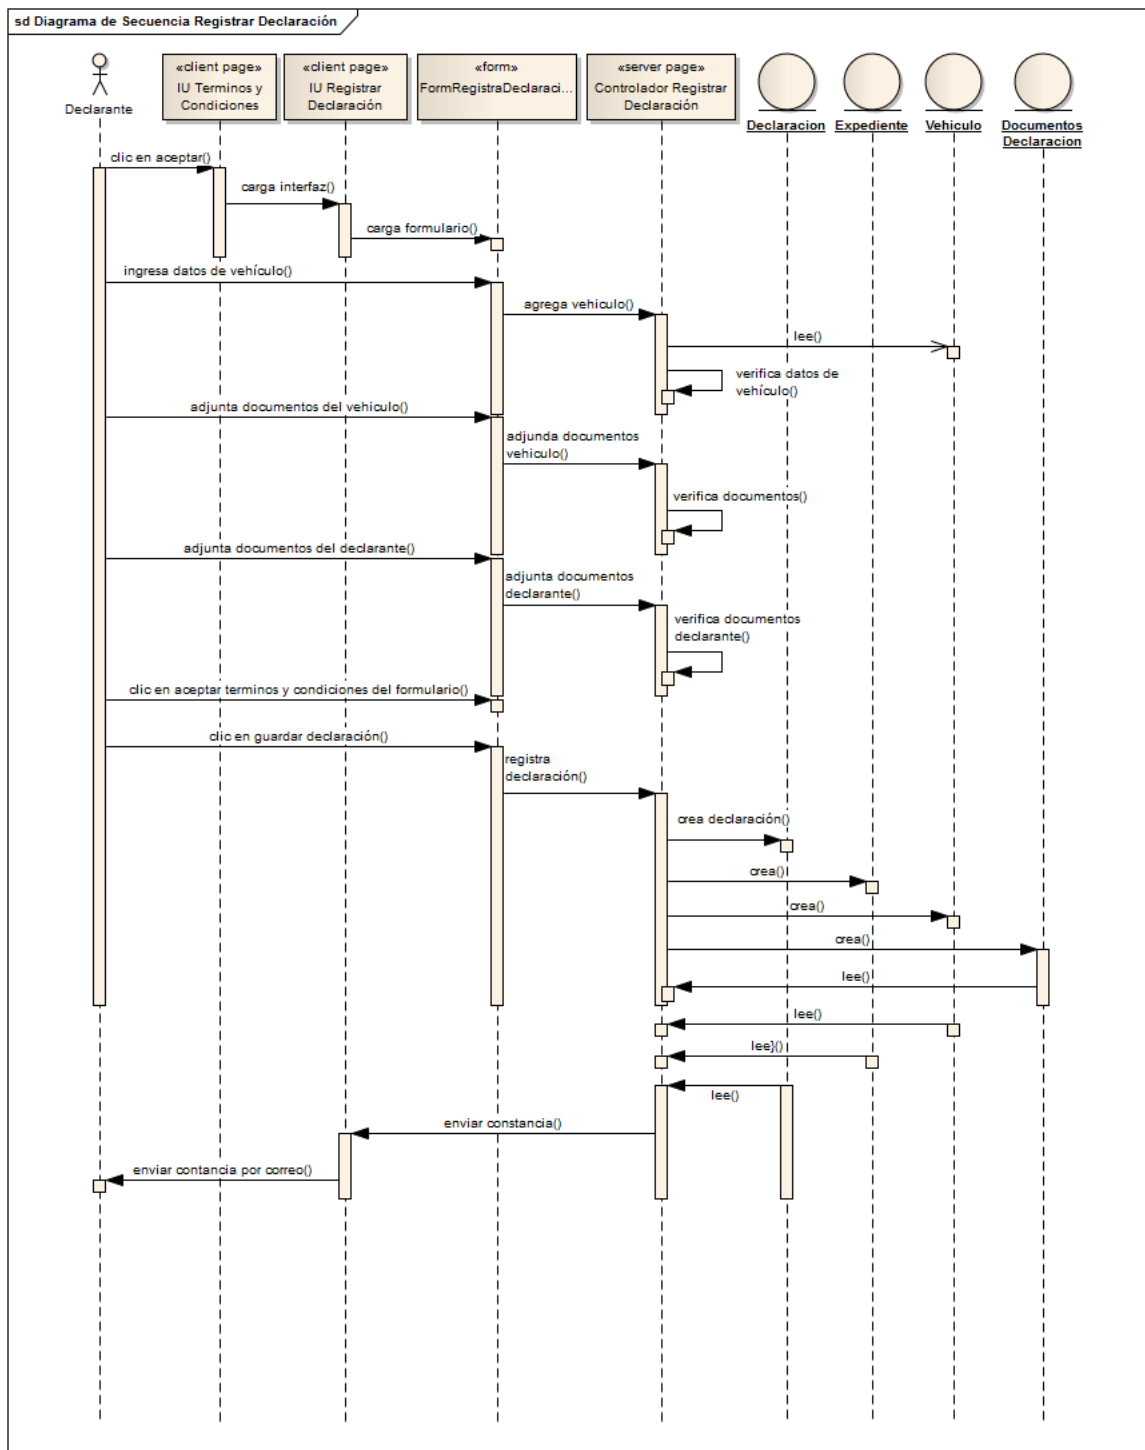 sd Diagrama de Secuencia Registrar Declaración
Declarante
«client page»
IU Terminos y
Condiciones
«client page»
IU Registrar
Declaración
«form»
FormRegistraDeclaraci...
«server page»
Controlador Registrar
Declaración
Declaracion
Expediente
Vehiculo
Documentos
Declaracion
clic en aceptar()
carga interfaz()
carga formulario()
ingresa datos de vehículo()
agrega vehiculo()
lee()
verifica datos de
vehículo()
adjunta documentos del vehiculo()
adjunda documentos
vehiculo()
verifica documentos()
adjunta documentos del declarante()
adjunta documentos
declarante()
verifica documentos
declarante()
clic en aceptar terminos y condiciones del formulario()
clic en guardar declaración()
registra
declaración()
crea declaración()
crea()
crea()
crea()
lee()
lee()
lee}()
lee()
enviar constancia()
enviar contancia por correo()